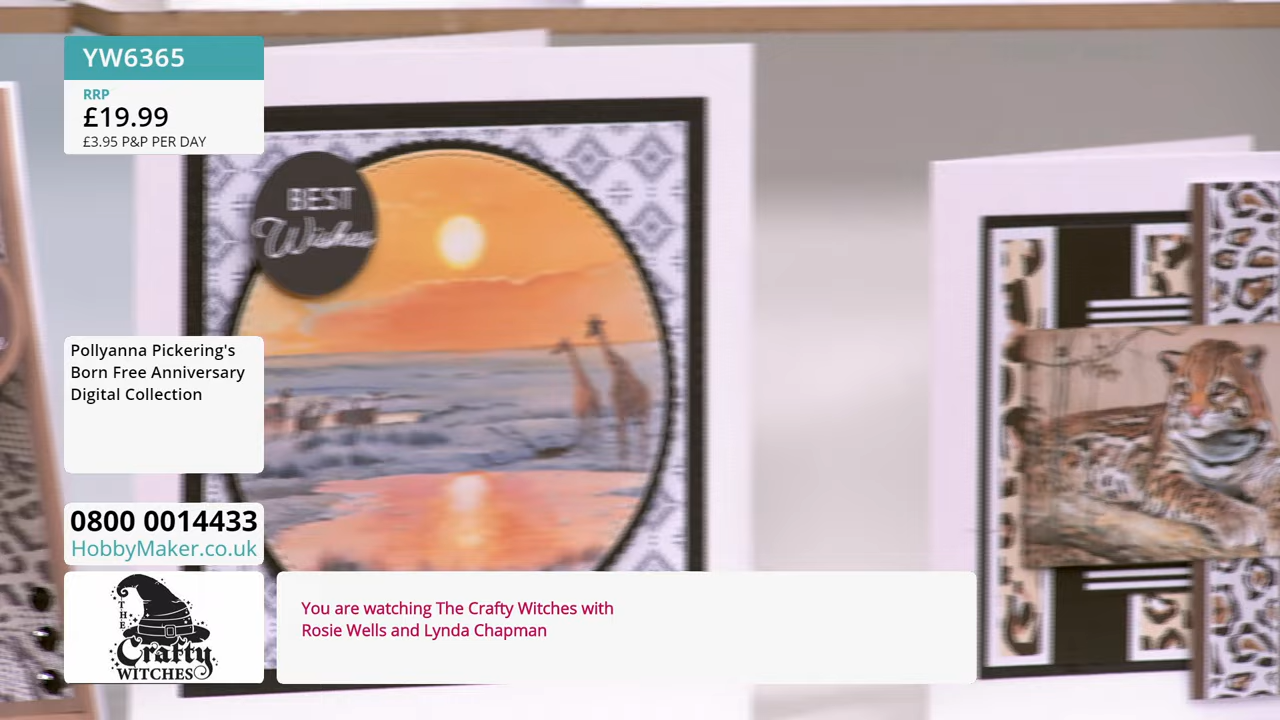 YW6365
RRP
£19.99
£3.95 P&P PER DAY
BEST
Wishes
Pollyanna Pickering's
Born Free Anniversary
Digital Collection
0800 0014433
HobbyMaker.co.uk
THE
Crafty
WITCHES
You are watching The Crafty Witches with
Rosie Wells and Lynda Chapman